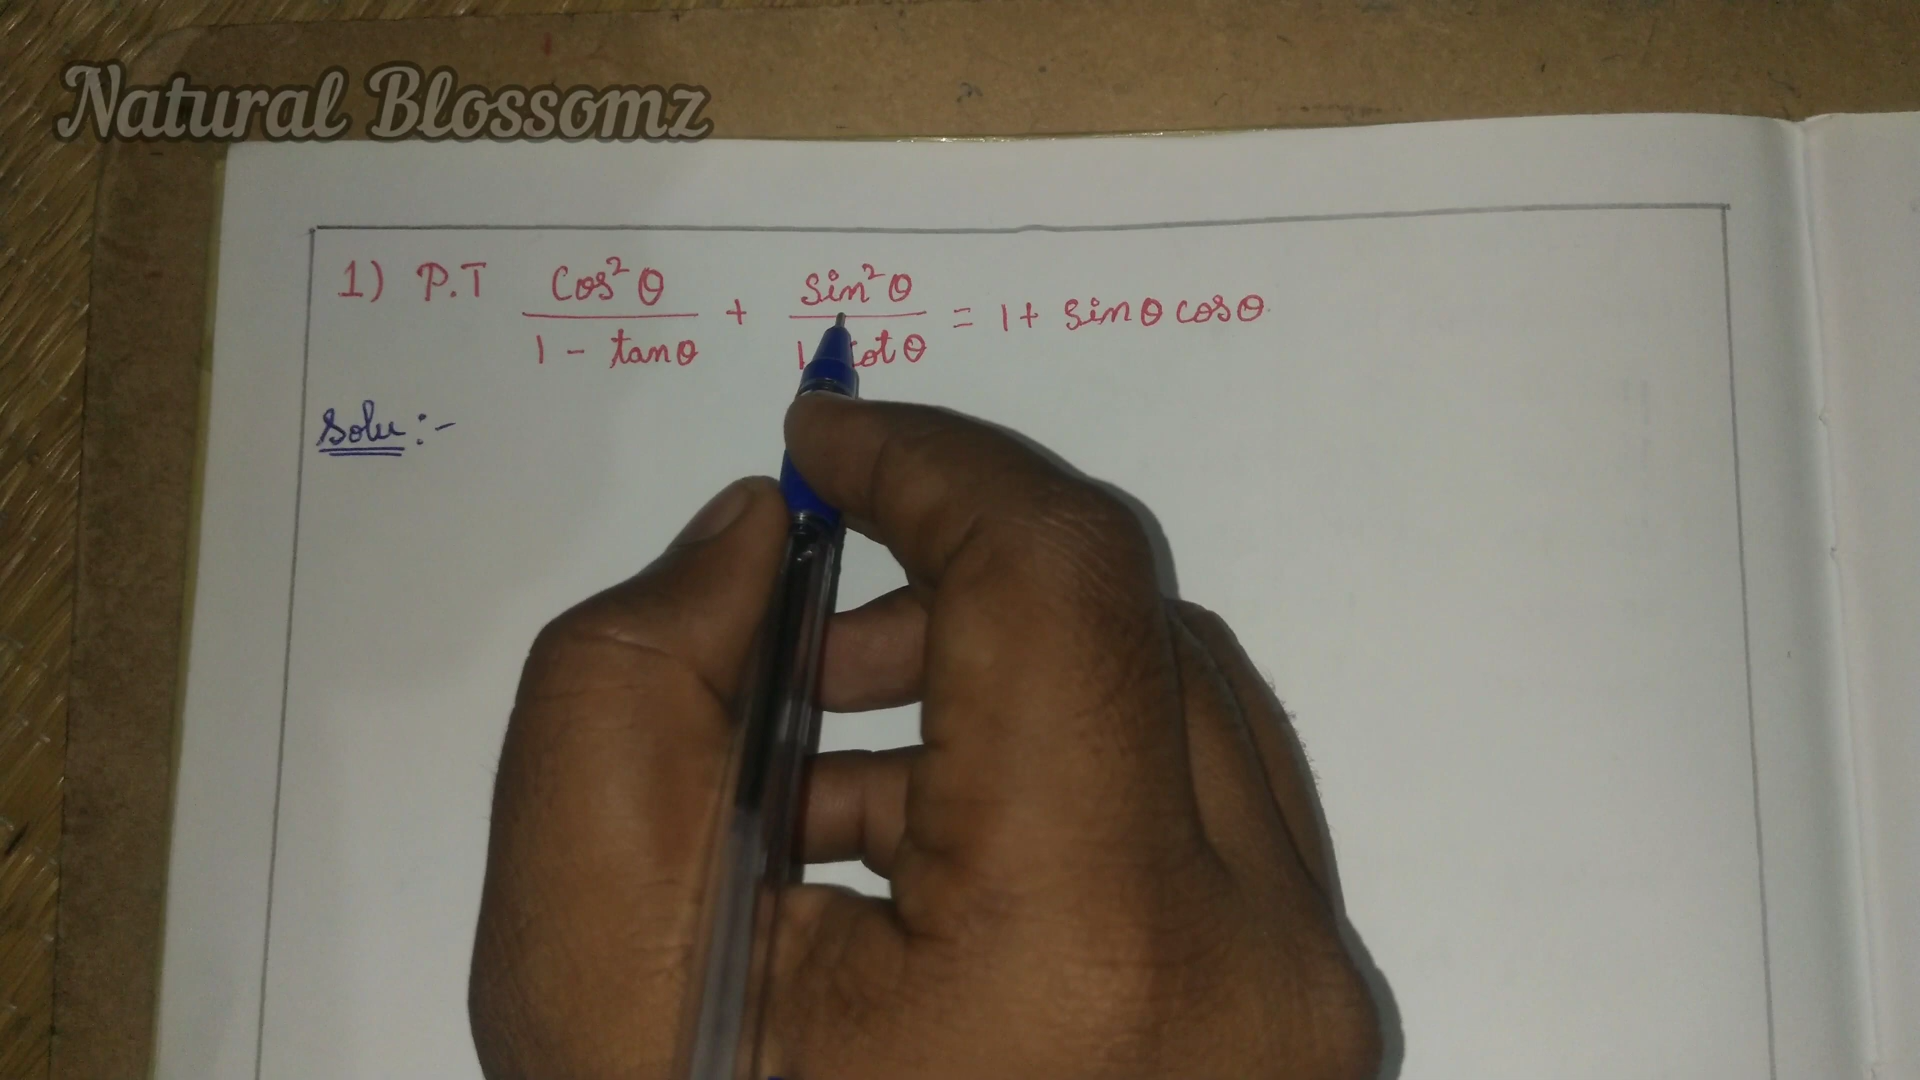 Natural Blossomz
1) P.T cos²θ / 1 - tanθ + sin²θ / 1 cotθ = 1 + sinθ cosθ
Solu :-